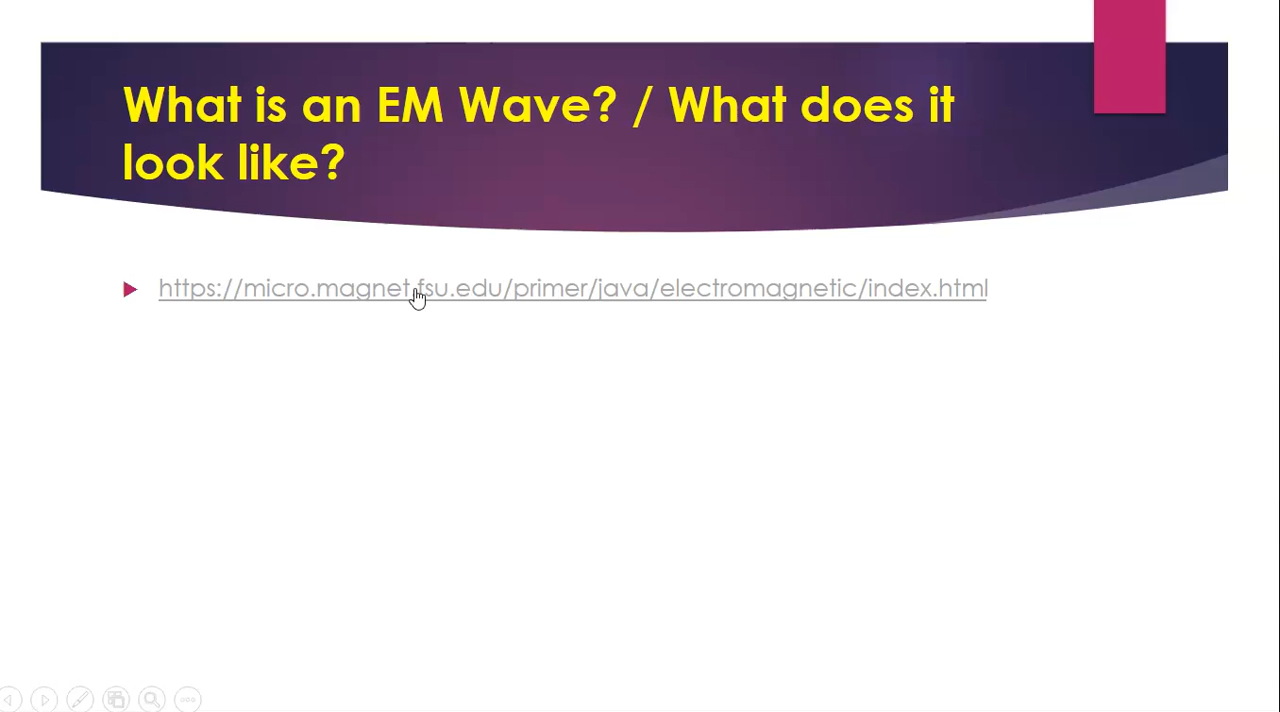 What is an EM Wave? / What does it
look like?
https://micro.magnet.fsu.edu/primer/java/electromagnetic/index.html